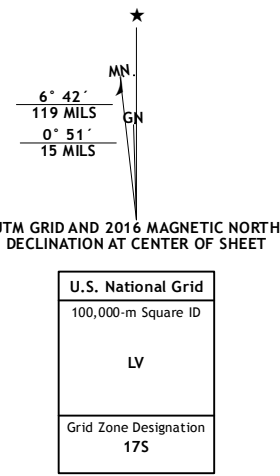 MN.
6° 42´
119 MILS
GN
0° 51´
15 MILS
UTM GRID AND 2016 MAGNETIC NORTH
DECLINATION AT CENTER OF SHEET
U.S. National Grid
100,000-m Square ID
LV
Grid Zone Designation
17S